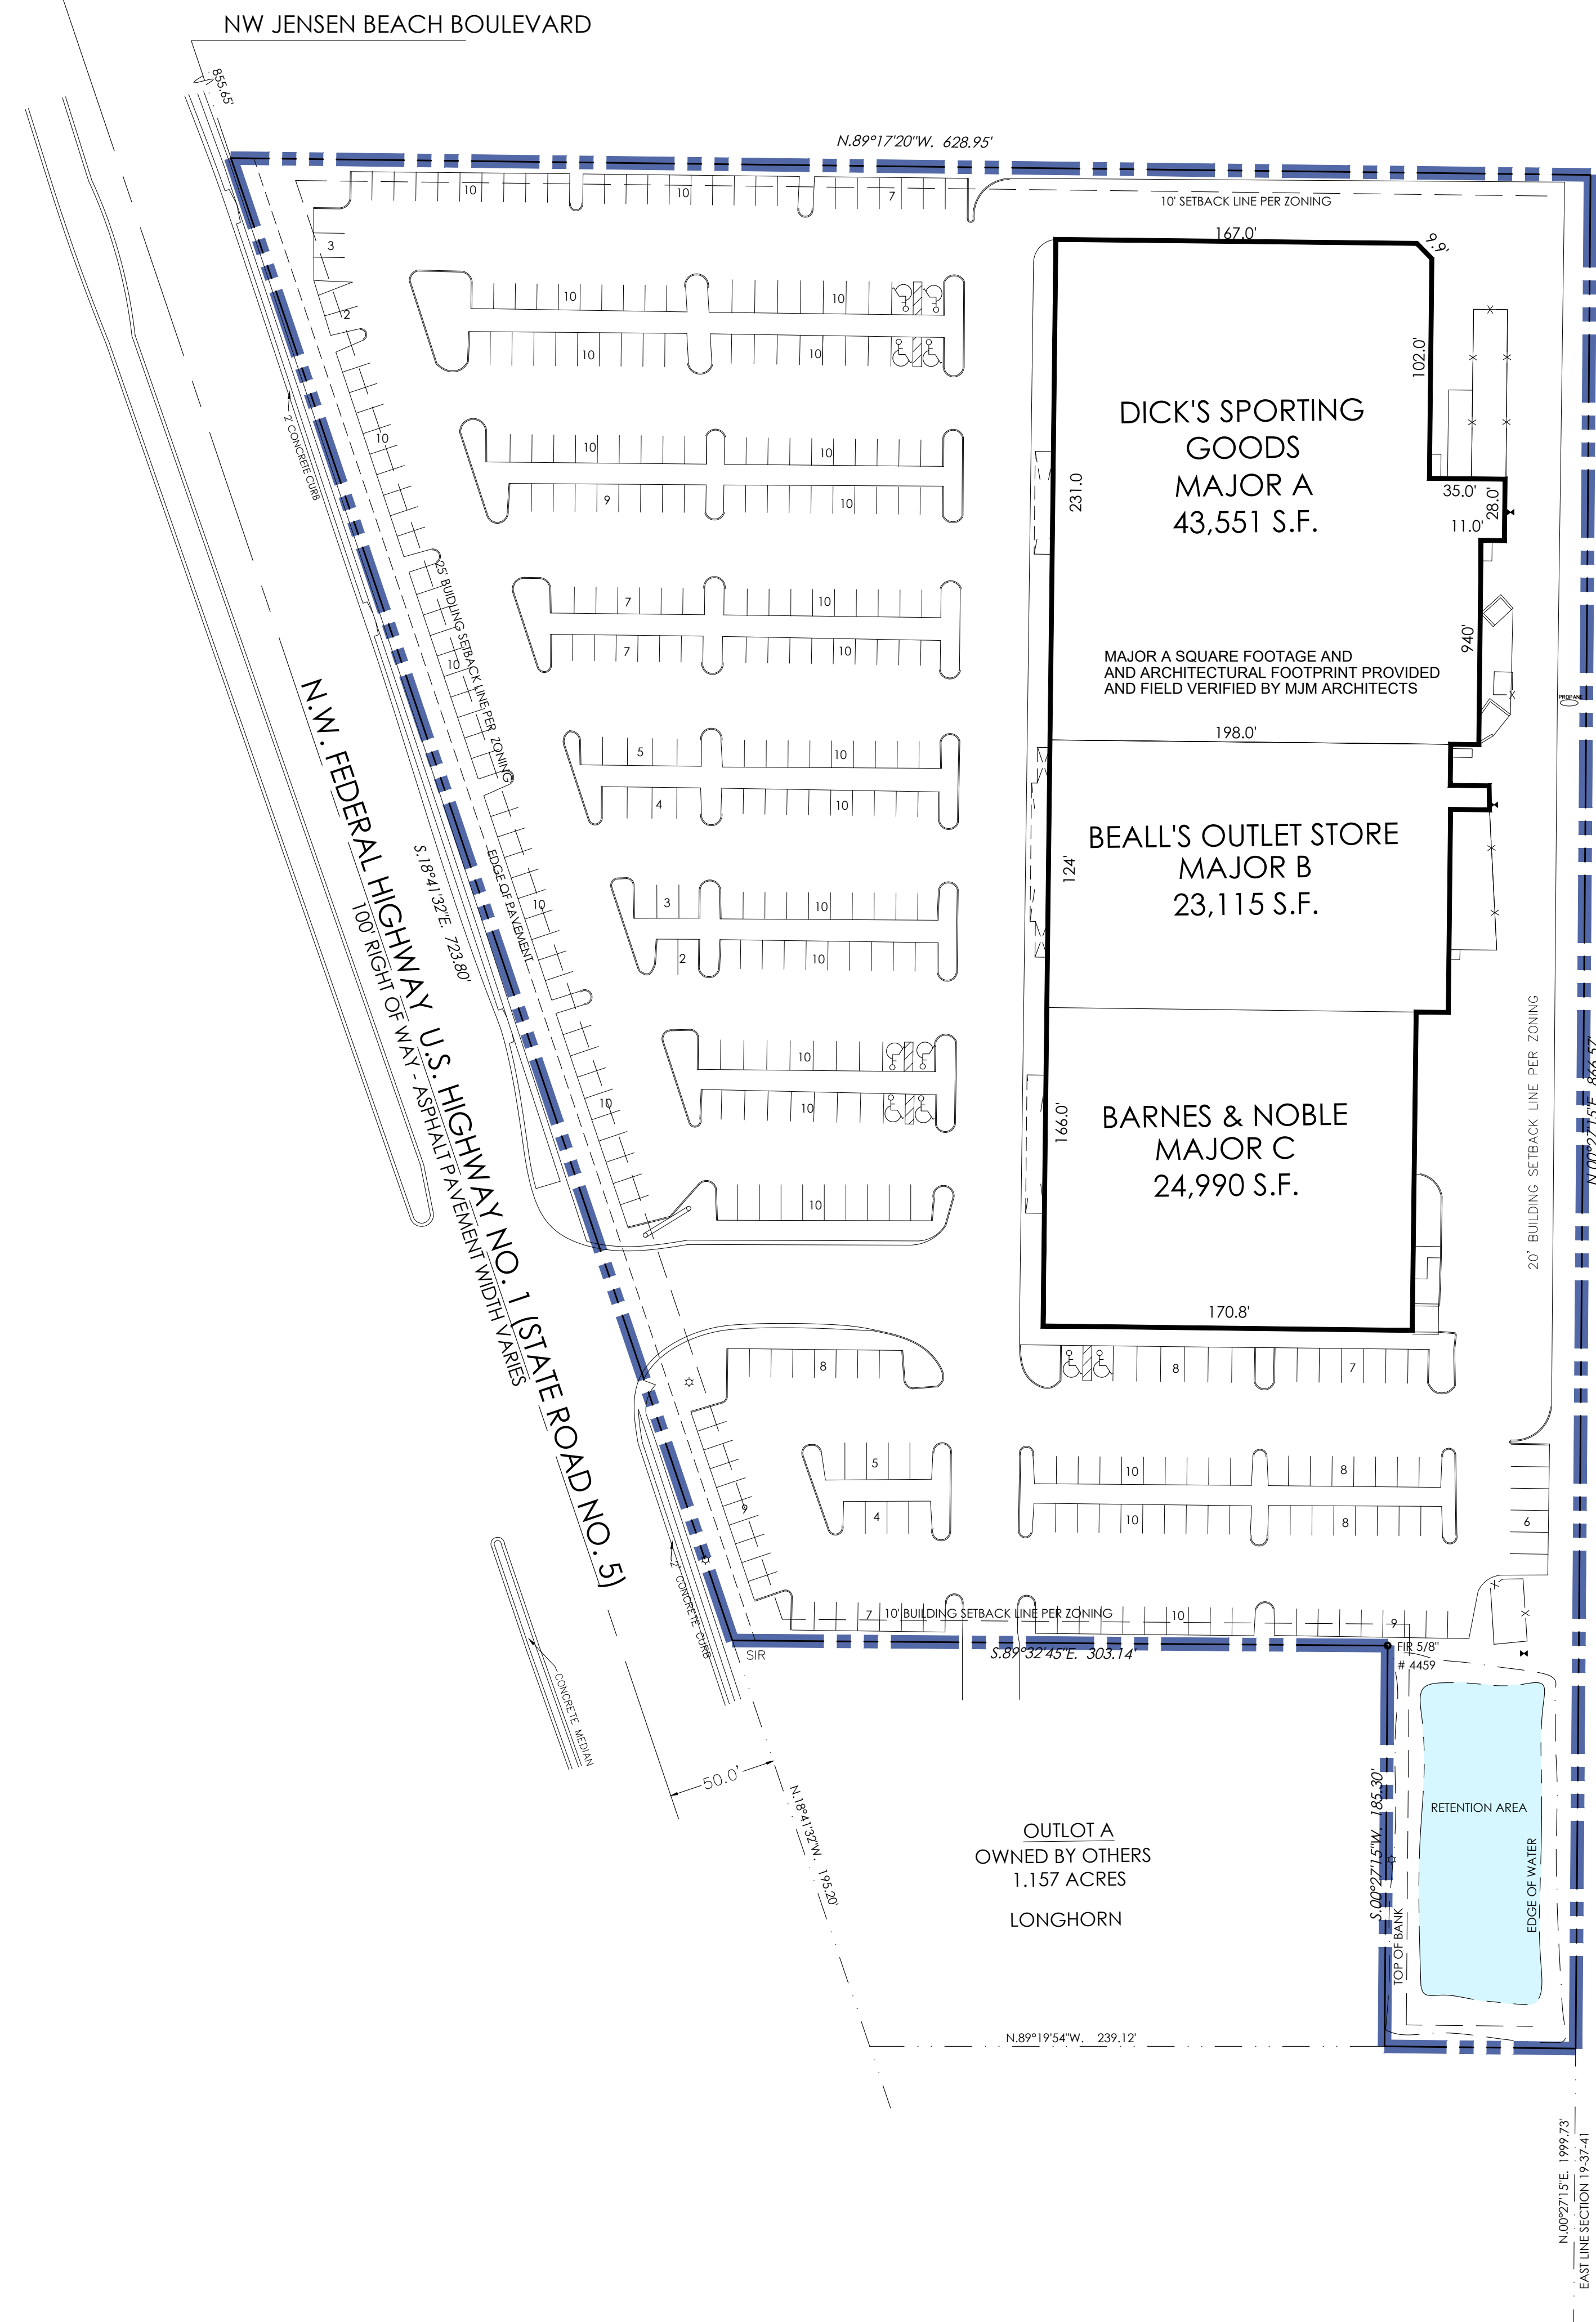 NW JENSEN BEACH BOULEVARD
855.65'
N.89°17'20"W. 628.95'
10 10 7
10' SETBACK LINE PER ZONING
3
167.0'
9.9'
2
10 10
10 10
102.0'
2' CONCRETE CURB
DICK'S SPORTING
GOODS
MAJOR A
43,551 S.F.
10
10 10
9 10
231.0
35.0'
28.0'
11.0'
25' BUIDLING SETBACK LINE PER ZONING
7 10
7 10
10
940'
MAJOR A SQUARE FOOTAGE AND
AND ARCHITECTURAL FOOTPRINT PROVIDED
AND FIELD VERIFIED BY MJM ARCHITECTS
PROPANE
198.0'
5 10
4 10
N.W. FEDERAL HIGHWAY U.S. HIGHWAY NO. 1 (STATE ROAD NO. 5)
100' RIGHT OF WAY - ASPHALT PAVEMENT WIDTH VARIES
S.18°41'32"E. 723.80'
EDGE OF PAVEMENT
BEALL'S OUTLET STORE
MAJOR B
23,115 S.F.
124'
10
3 10
2 10
20' BUILDING SETBACK LINE PER ZONING
N.00°27'15"E 866.57'
10
10
10
BARNES & NOBLE
MAJOR C
24,990 S.F.
166.0'
10
170.8'
8
8 7
5 10 8
4 10 8
6
9
2' CONCRETE CURB
7 10' BUILDING SETBACK LINE PER ZONING 10 9
SIR
S.89°32'45"E. 303.14'
FIR 5/8"
# 4459
CONCRETE MEDIAN
50.0'
N.18°41'32"W. 195.20'
OUTLOT A
OWNED BY OTHERS
1.157 ACRES
LONGHORN
S.00°27'15"W. 185.30'
TOP OF BANK
RETENTION AREA
EDGE OF WATER
N.89°19'54"W. 239.12'
N.00°27'15"E. 1999.73'
EAST LINE SECTION 19-37-41